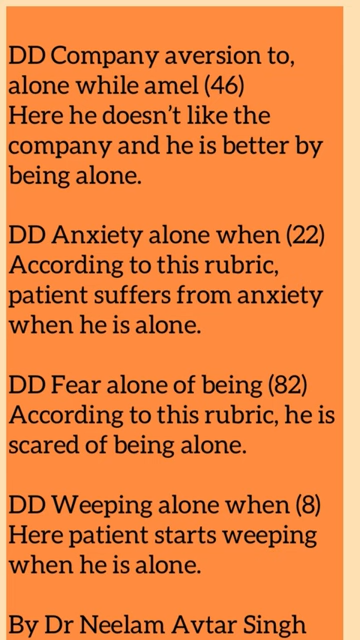 DD Company aversion to,
alone while amel (46)
Here he doesn’t like the
company and he is better by
being alone.
DD Anxiety alone when (22)
According to this rubric,
patient suffers from anxiety
when he is alone.
DD Fear alone of being (82)
According to this rubric, he is
scared of being alone.
DD Weeping alone when (8)
Here patient starts weeping
when he is alone.
By Dr Neelam Avtar Singh